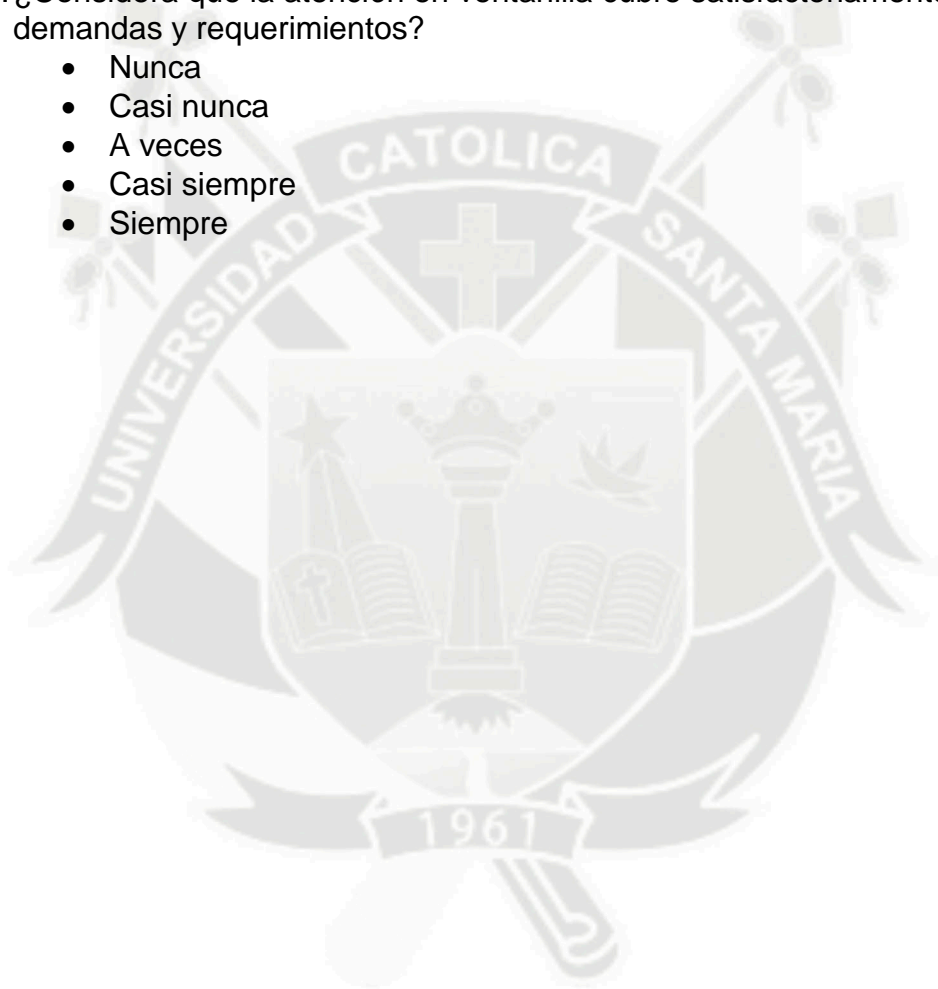 ¿Considera que la atención en ventanilla cubre satisfactoriamente
demandas y requerimientos?
• Nunca
• Casi nunca
• A veces
• Casi siempre
• Siempre
UNIVERSIDAD CATOLICA SANTA MARIA
1961